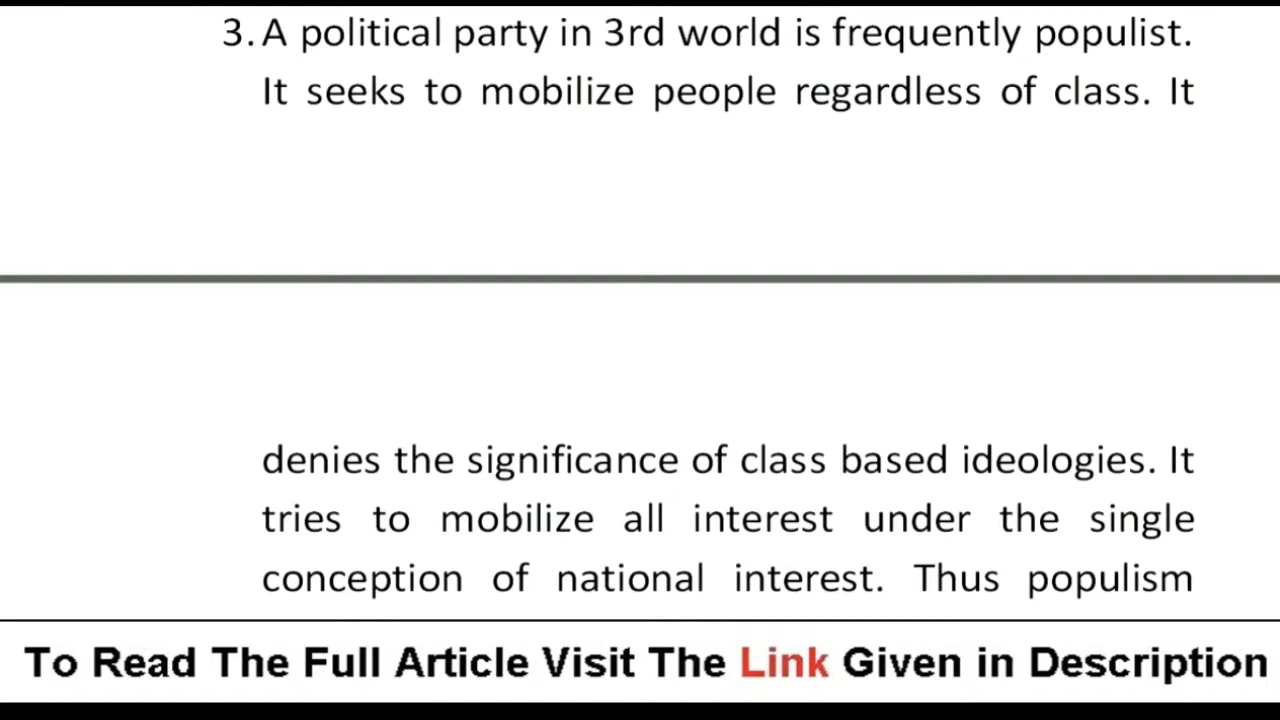 3. A political party in 3rd world is frequently populist.
It seeks to mobilize people regardless of class. It
denies the significance of class based ideologies. It
tries to mobilize all interest under the single
conception of national interest. Thus populism
To Read The Full Article Visit The Link Given in Description